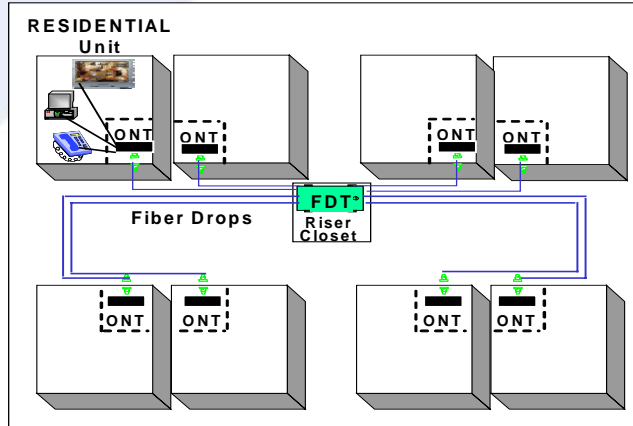 RESIDENTIAL
Unit
ONT
ONT
ONT
ONT
FDT
Riser
Closet
Fiber Drops
ONT
ONT
ONT
ONT